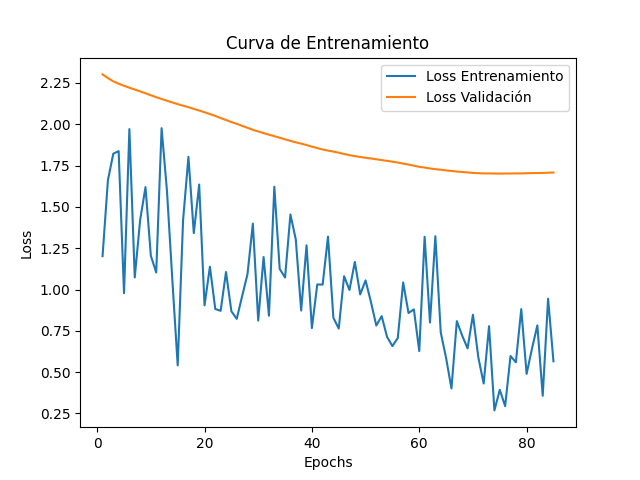 Curva de Entrenamiento
Loss Entrenamiento
Loss Validación
Loss
2.25
2.00
1.75
1.50
1.25
1.00
0.75
0.50
0.25
0
20
40
60
80
Epochs